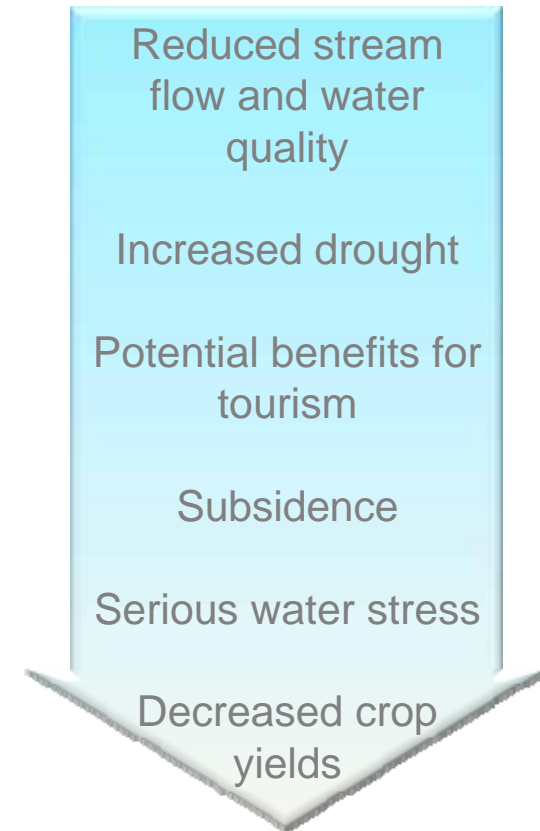 Reduced stream
flow and water
quality
Increased drought
Potential benefits for
tourism
Subsidence
Serious water stress
Decreased crop
yields